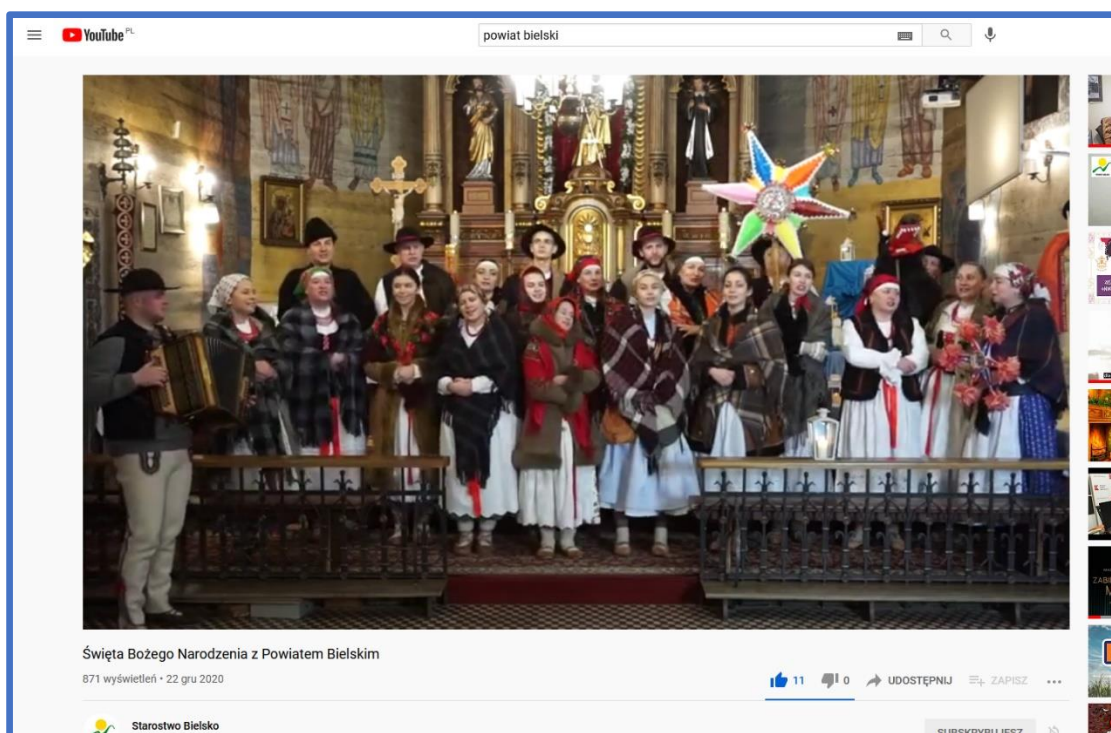 YouTube PL
powiat bielski
Święta Bożego Narodzenia z Powiatem Bielskim
871 wyświetleń • 22 gru 2020
11 0 UDOSTĘPNIJ ZAPISZ
Starostwo Bielsko
SUBSKRYBUJESZ